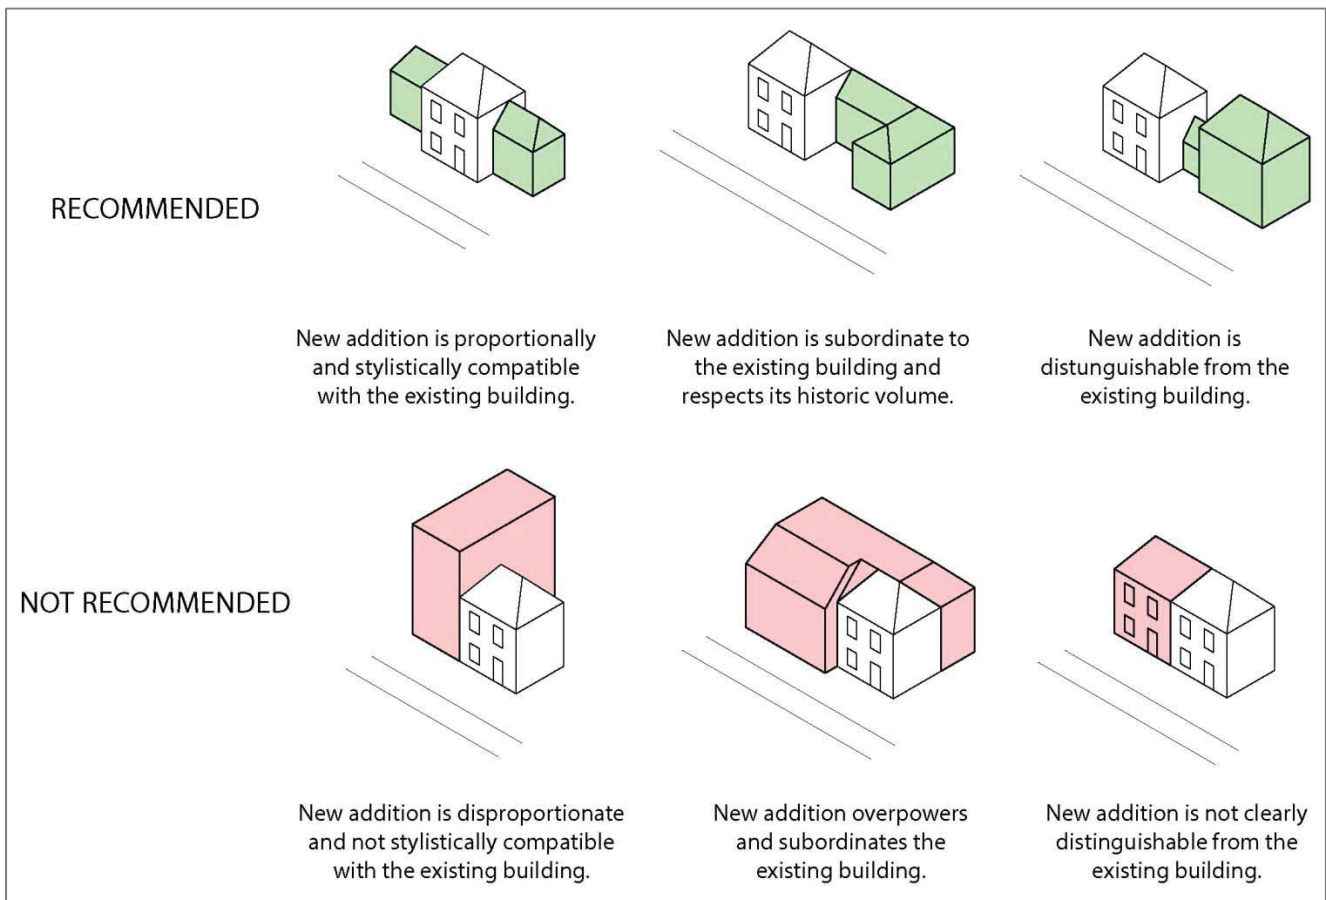 RECOMMENDED
New addition is proportionally
and stylistically compatible
with the existing building.
New addition is subordinate to
the existing building and
respects its historic volume.
New addition is
distunguishable from the
existing building.
NOT RECOMMENDED
New addition is disproportionate
and not stylistically compatible
with the existing building.
New addition overpowers
and subordinates the
existing building.
New addition is not clearly
distinguishable from the
existing building.